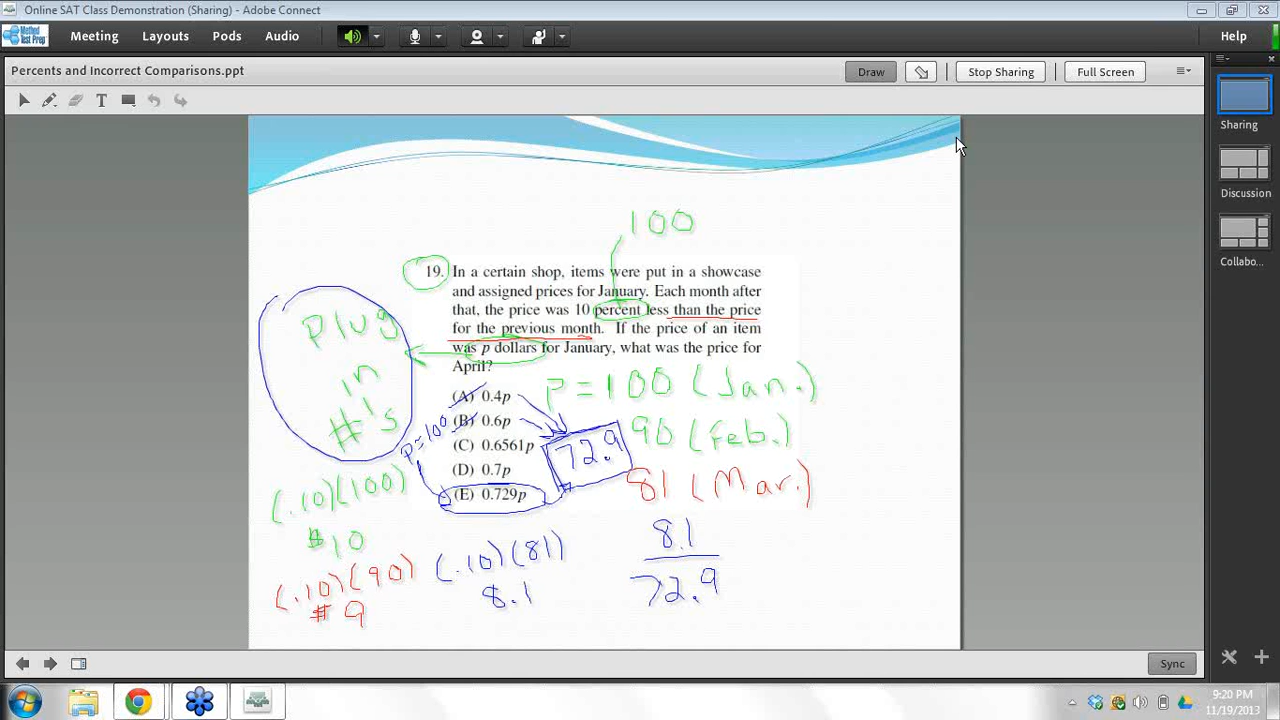 Online SAT Class Demonstration (Sharing) - Adobe Connect
Method Test Prep
Meeting Layouts Pods Audio Help
Percents and Incorrect Comparisons.ppt
Draw Stop Sharing Full Screen
Sharing
Discussion
Collabo...
100
19. In a certain shop, items were put in a showcase
and assigned prices for January. Each month after
that, the price was 10 percent less than the price
for the previous month. If the price of an item
was p dollars for January, what was the price for
April?
(A) 0.4p
(B) 0.6p
(C) 0.6561p
(D) 0.7p
(E) 0.729p
plug
in
#'s
p=100
72.9
p = 100 (Jan.)
90 (Feb.)
81 (Mar.)
8.1
72.9
(.10)(100)
$10
(.10)(90)
$9
(.10)(81)
8.1
Sync
9:20 PM
11/19/2013